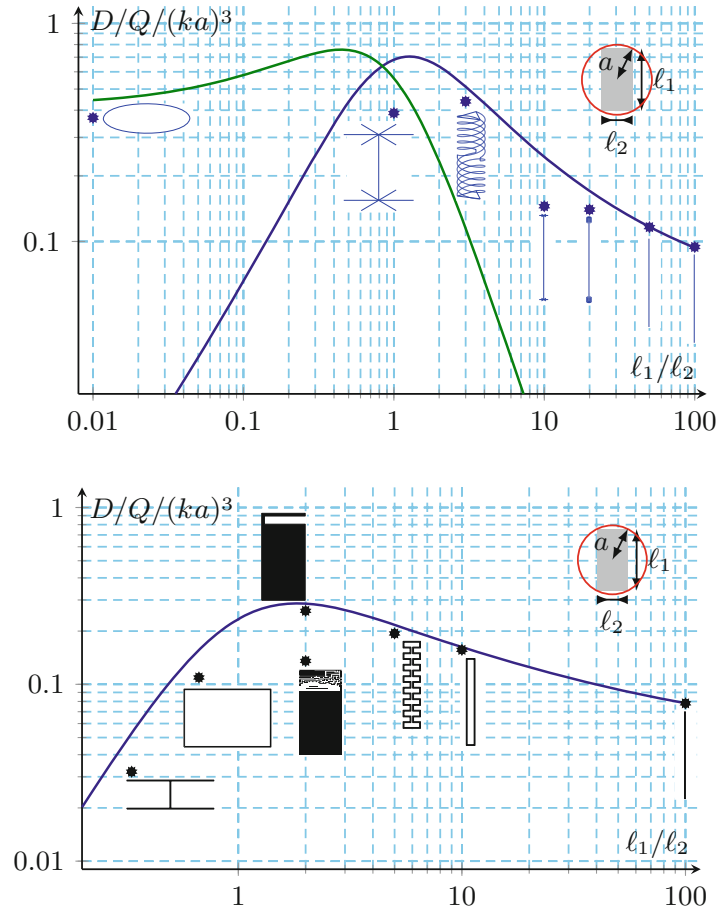 1 D/Q/(ka)³
a ℓ₁
ℓ₂
0.1
ℓ₁/ℓ₂
0.01 0.1 1 10 100
1 D/Q/(ka)³
a ℓ₁
ℓ₂
0.1
ℓ₁/ℓ₂
0.01
1 10 100